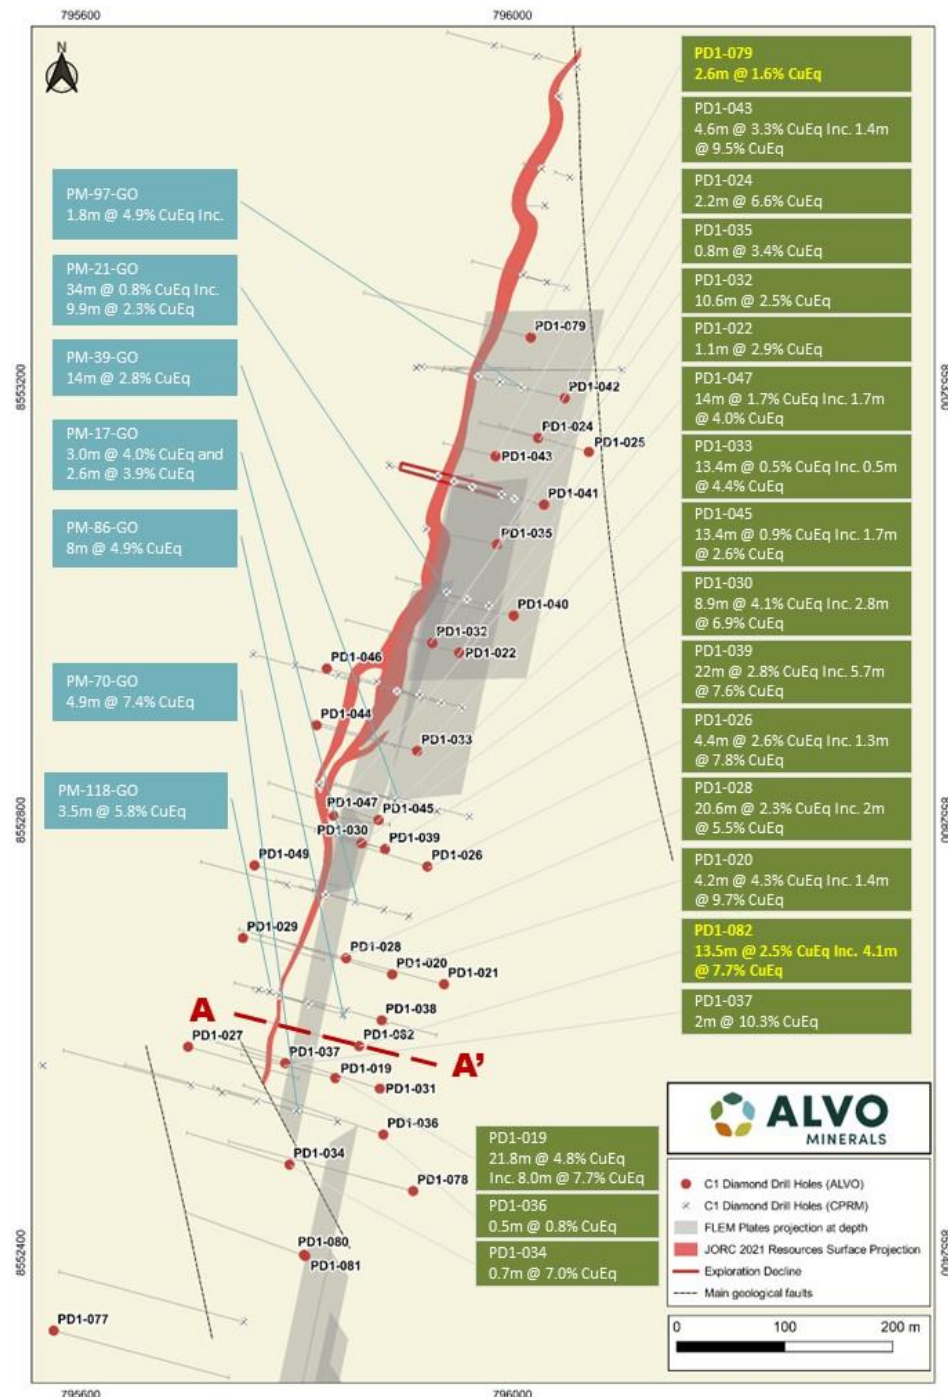 795600
796000
N
PD1-079
2.6m @ 1.6% CuEq
PD1-043
4.6m @ 3.3% CuEq Inc. 1.4m
@ 9.5% CuEq
PD1-024
2.2m @ 6.6% CuEq
PD1-035
0.8m @ 3.4% CuEq
PD1-032
10.6m @ 2.5% CuEq
PD1-022
1.1m @ 2.9% CuEq
PD1-047
14m @ 1.7% CuEq Inc. 1.7m
@ 4.0% CuEq
PD1-033
13.4m @ 0.5% CuEq Inc. 0.5m
@ 4.4% CuEq
PD1-045
13.4m @ 0.9% CuEq Inc. 1.7m
@ 2.6% CuEq
PD1-030
8.9m @ 4.1% CuEq Inc. 2.8m
@ 6.9% CuEq
PD1-039
22m @ 2.8% CuEq Inc. 5.7m
@ 7.6% CuEq
PD1-026
4.4m @ 2.6% CuEq Inc. 1.3m
@ 7.8% CuEq
PD1-028
20.6m @ 2.3% CuEq Inc. 2m
@ 5.5% CuEq
PD1-020
4.2m @ 4.3% CuEq Inc. 1.4m
@ 9.7% CuEq
PD1-082
13.5m @ 2.5% CuEq Inc. 4.1m
@ 7.7% CuEq
PD1-037
2m @ 10.3% CuEq
PM-97-GO
1.8m @ 4.9% CuEq Inc.
PM-21-GO
34m @ 0.8% CuEq Inc.
9.9m @ 2.3% CuEq
PM-39-GO
14m @ 2.8% CuEq
PM-17-GO
3.0m @ 4.0% CuEq and
2.6m @ 3.9% CuEq
PM-86-GO
8m @ 4.9% CuEq
PM-70-GO
4.9m @ 7.4% CuEq
PM-118-GO
3.5m @ 5.8% CuEq
8553200
8553200
8552800
8552800
8552400
8552400
PD1-079
PD1-042
PD1-024
PD1-025
PD1-043
PD1-041
PD1-035
PD1-040
PD1-032
PD1-022
PD1-046
PD1-044
PD1-033
PD1-047
PD1-045
PD1-030
PD1-039
PD1-026
PD1-049
PD1-029
PD1-028
PD1-020
PD1-021
PD1-038
A
PD1-027
PD1-082
A'
PD1-037
PD1-019
PD1-031
PD1-036
PD1-034
PD1-078
PD1-080
PD1-081
PD1-077
PD1-019
21.8m @ 4.8% CuEq
Inc. 8.0m @ 7.7% CuEq
PD1-036
0.5m @ 0.8% CuEq
PD1-034
0.7m @ 7.0% CuEq
ALVO
MINERALS
C1 Diamond Drill Holes (ALVO)
C1 Diamond Drill Holes (CPRM)
FLEM Plates projection at depth
JORC 2021 Resources Surface Projection
Exploration Decline
Main geological faults
0 100 200 m
795600
796000